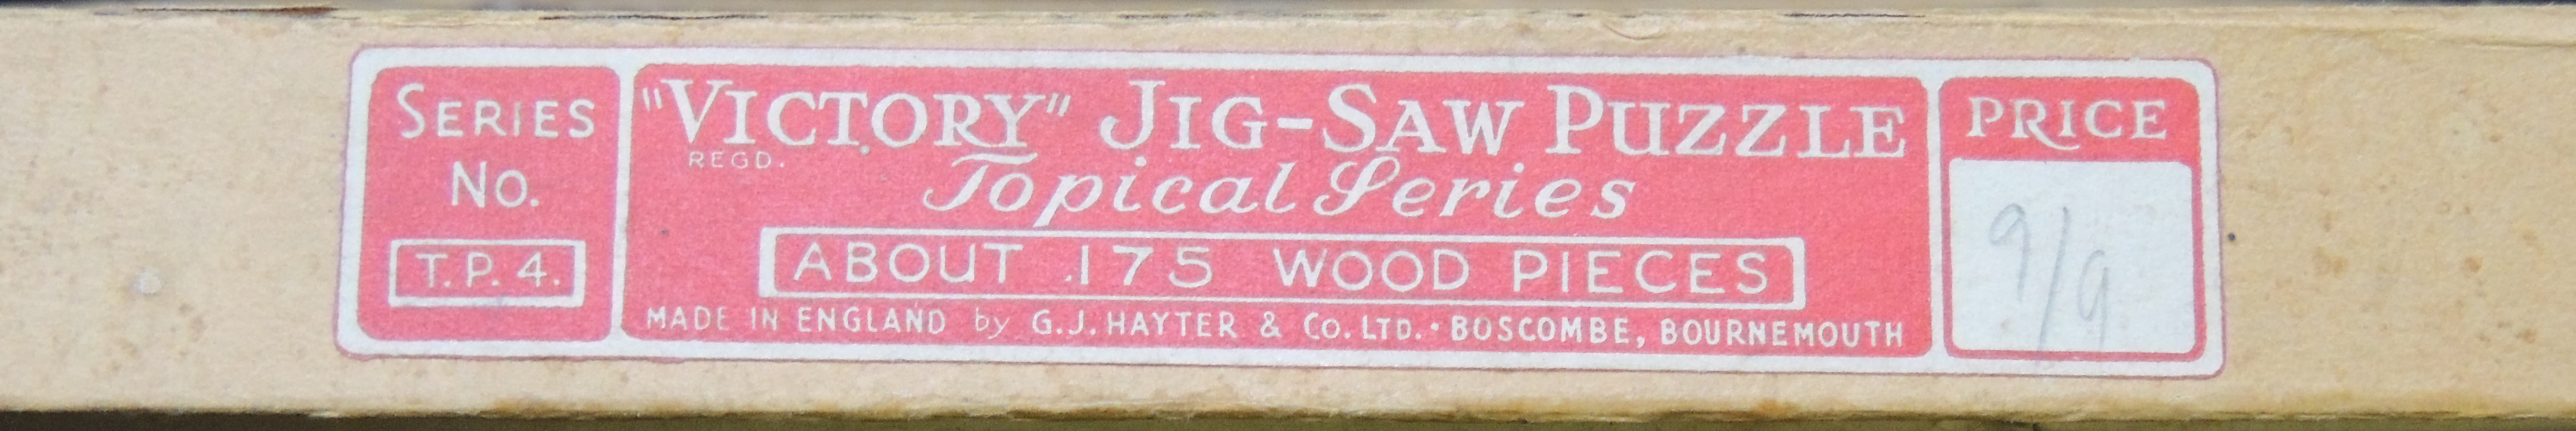 SERIES
No.
T.P. 4.
"VICTORY" JIG-SAW PUZZLE
REGD.
Topical Series
ABOUT 175 WOOD PIECES
MADE IN ENGLAND by G.J. HAYTER & Co. LTD. · BOSCOMBE, BOURNEMOUTH
PRICE
9/9